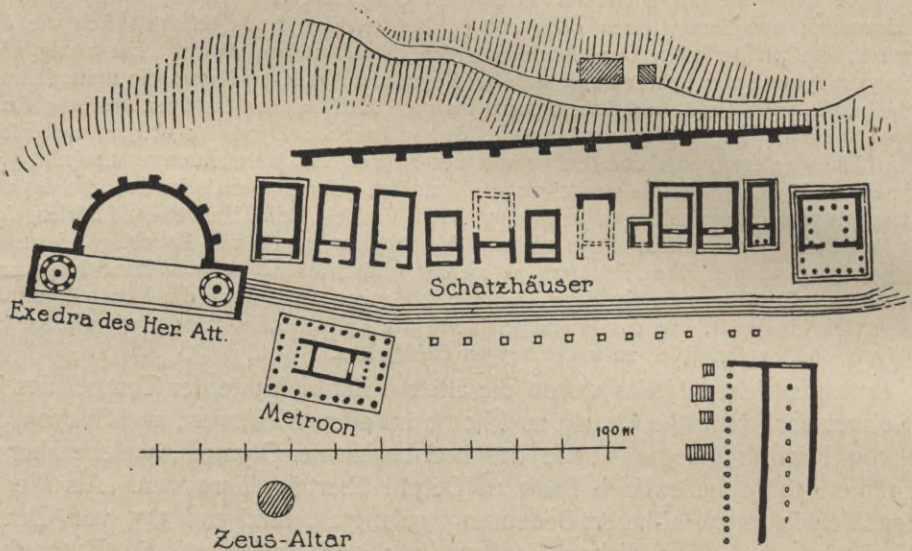 Schatzhäuser
Exedra des Her. Att.
Metroon
100 m
Zeus-Altar